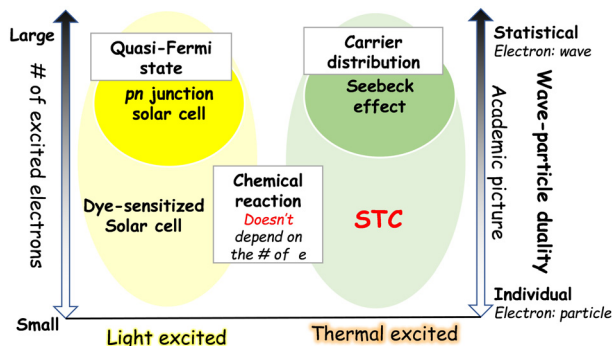 Large
# of excited electrons
Small
Quasi-Fermi
state
pn junction
solar cell
Dye-sensitized
Solar cell
Light excited
Chemical
reaction
Doesn't
depend on
the # of e
Carrier
distribution
Seebeck
effect
STC
Thermal excited
Statistical
Electron: wave
Academic picture
Wave-particle duality
Individual
Electron: particle